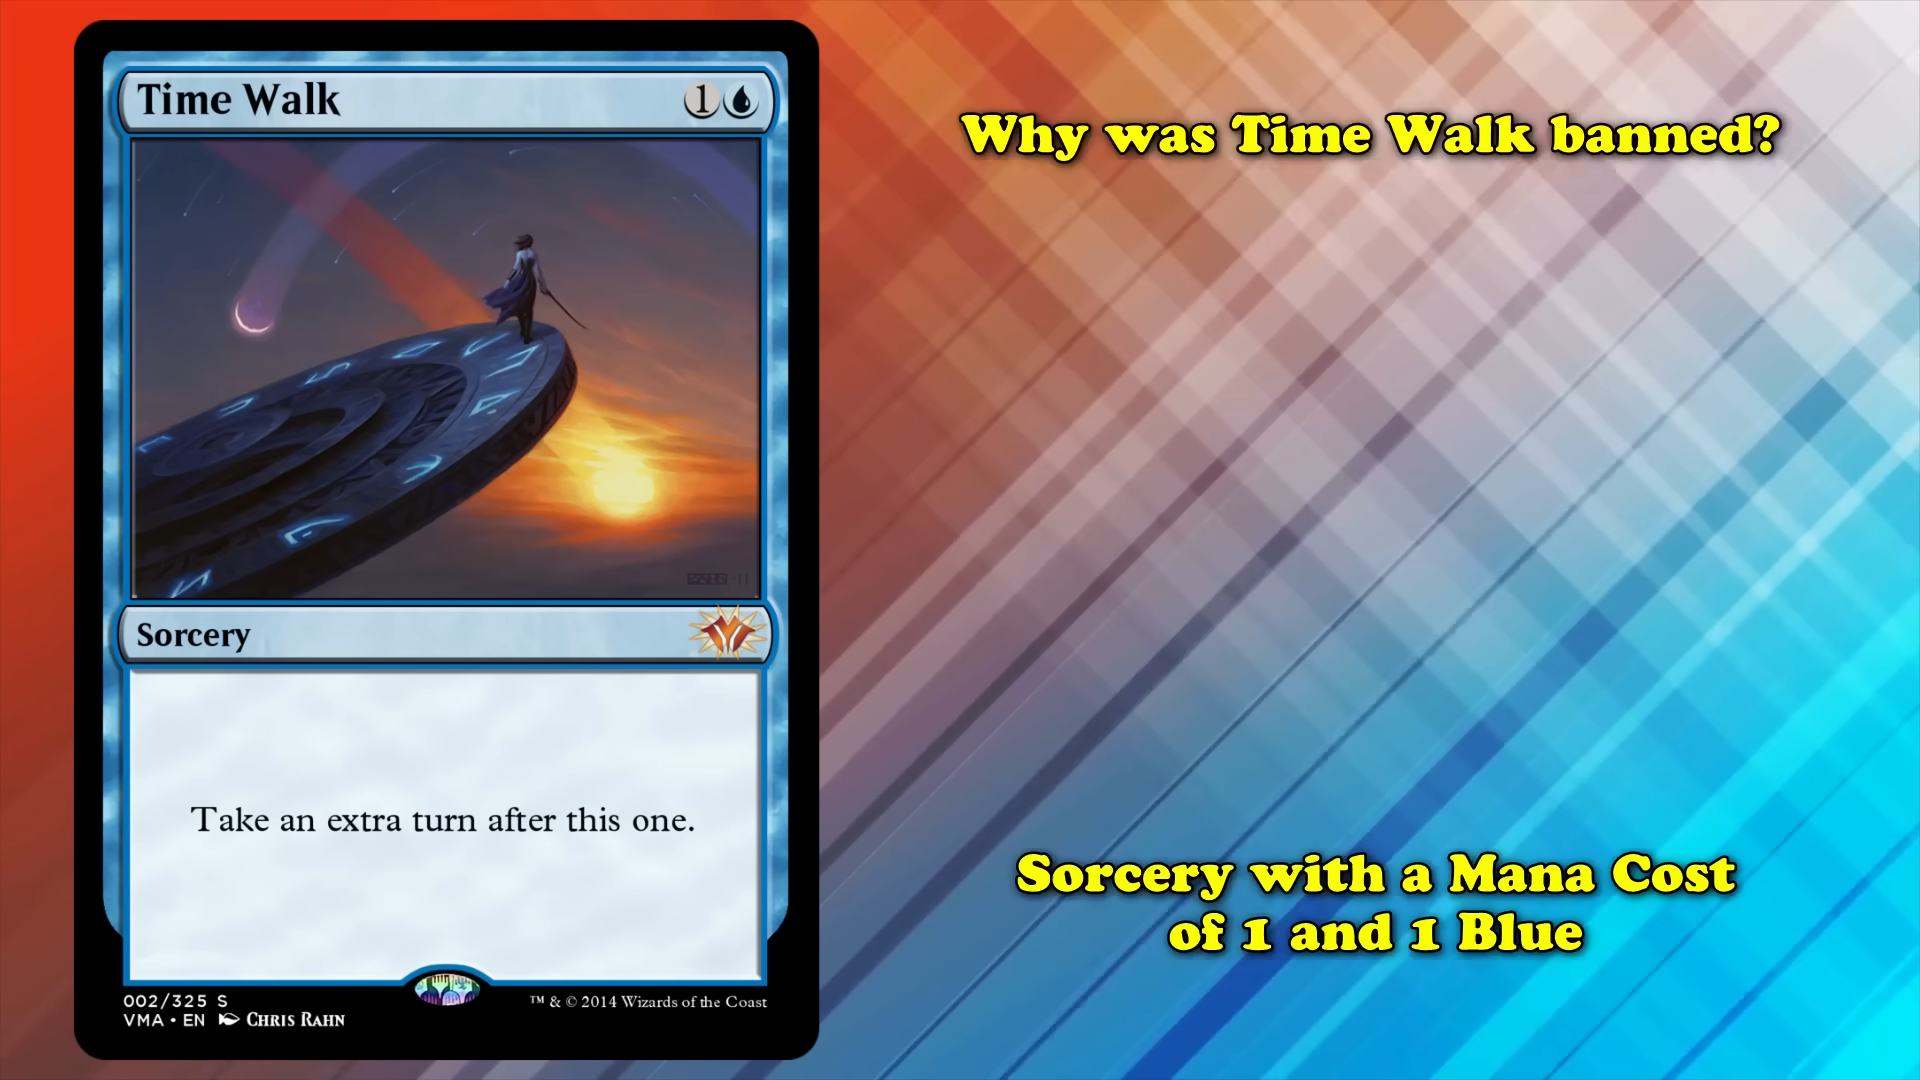 Time Walk 1
Why was Time Walk banned?
Sorcery
Take an extra turn after this one.
Sorcery with a Mana Cost
of 1 and 1 Blue
002/325 S
VMA • EN Chris Rahn
™ & © 2014 Wizards of the Coast